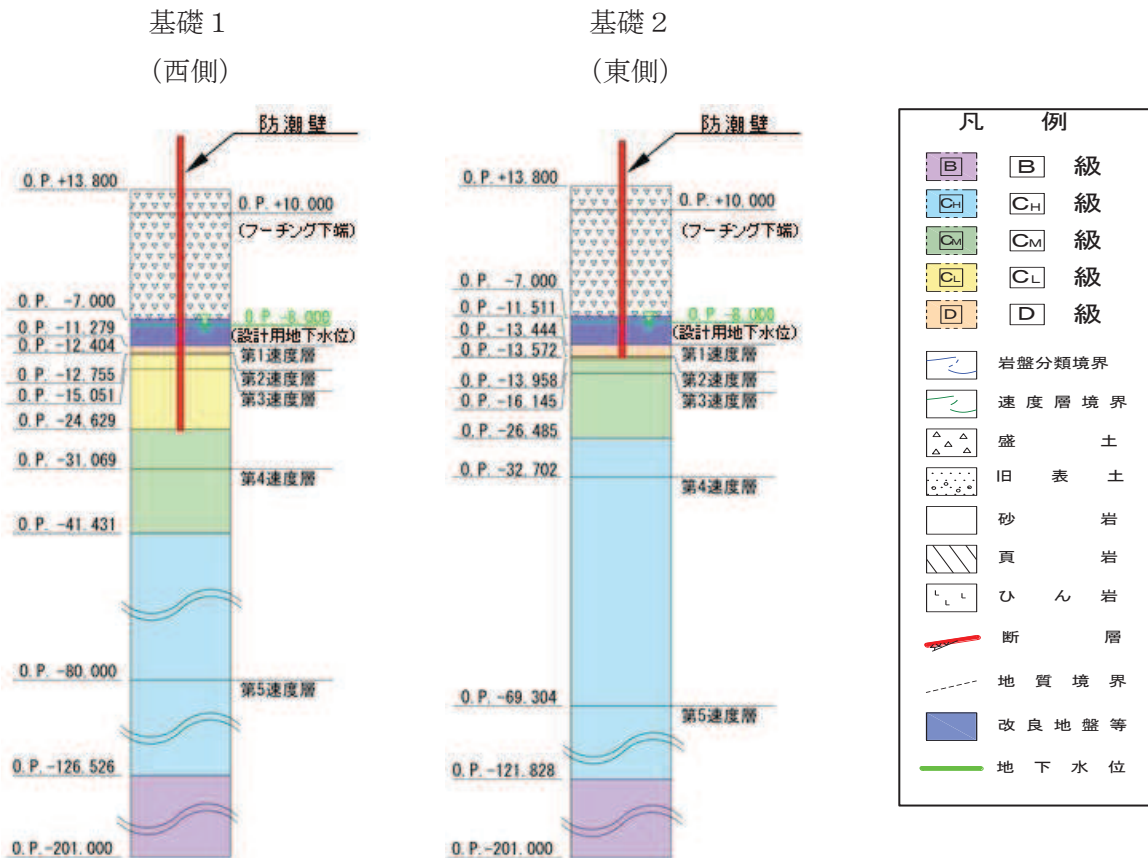 基礎１
（西側）
防潮壁
O.P.+13.800
O.P.+10.000
(フーチング下端)
O.P. -7.000
O.P. -8.000
O.P. -11.279
(設計用地下水位)
O.P. -12.404
第1速度層
O.P. -12.755
第2速度層
O.P. -15.051
第3速度層
O.P. -24.629
O.P. -31.069
第4速度層
O.P. -41.431
O.P. -80.000
第5速度層
O.P.-126.526
O.P.-201.000
基礎２
（東側）
防潮壁
O.P.+13.800
O.P.+10.000
(フーチング下端)
O.P. -7.000
O.P. -8.000
O.P. -11.511
(設計用地下水位)
O.P. -13.444
第1速度層
O.P. -13.572
第2速度層
O.P. -13.958
第3速度層
O.P. -16.145
O.P. -26.485
O.P. -32.702
第4速度層
O.P. -69.304
第5速度層
O.P.-121.828
O.P.-201.000
凡 例
B B 級
CH CH 級
CM CM 級
CL CL 級
D D 級
岩盤分類境界
速度層境界
盛 土
旧 表 土
砂 岩
頁 岩
ひ ん 岩
断 層
地 質 境 界
改 良 地 盤 等
地 下 水 位